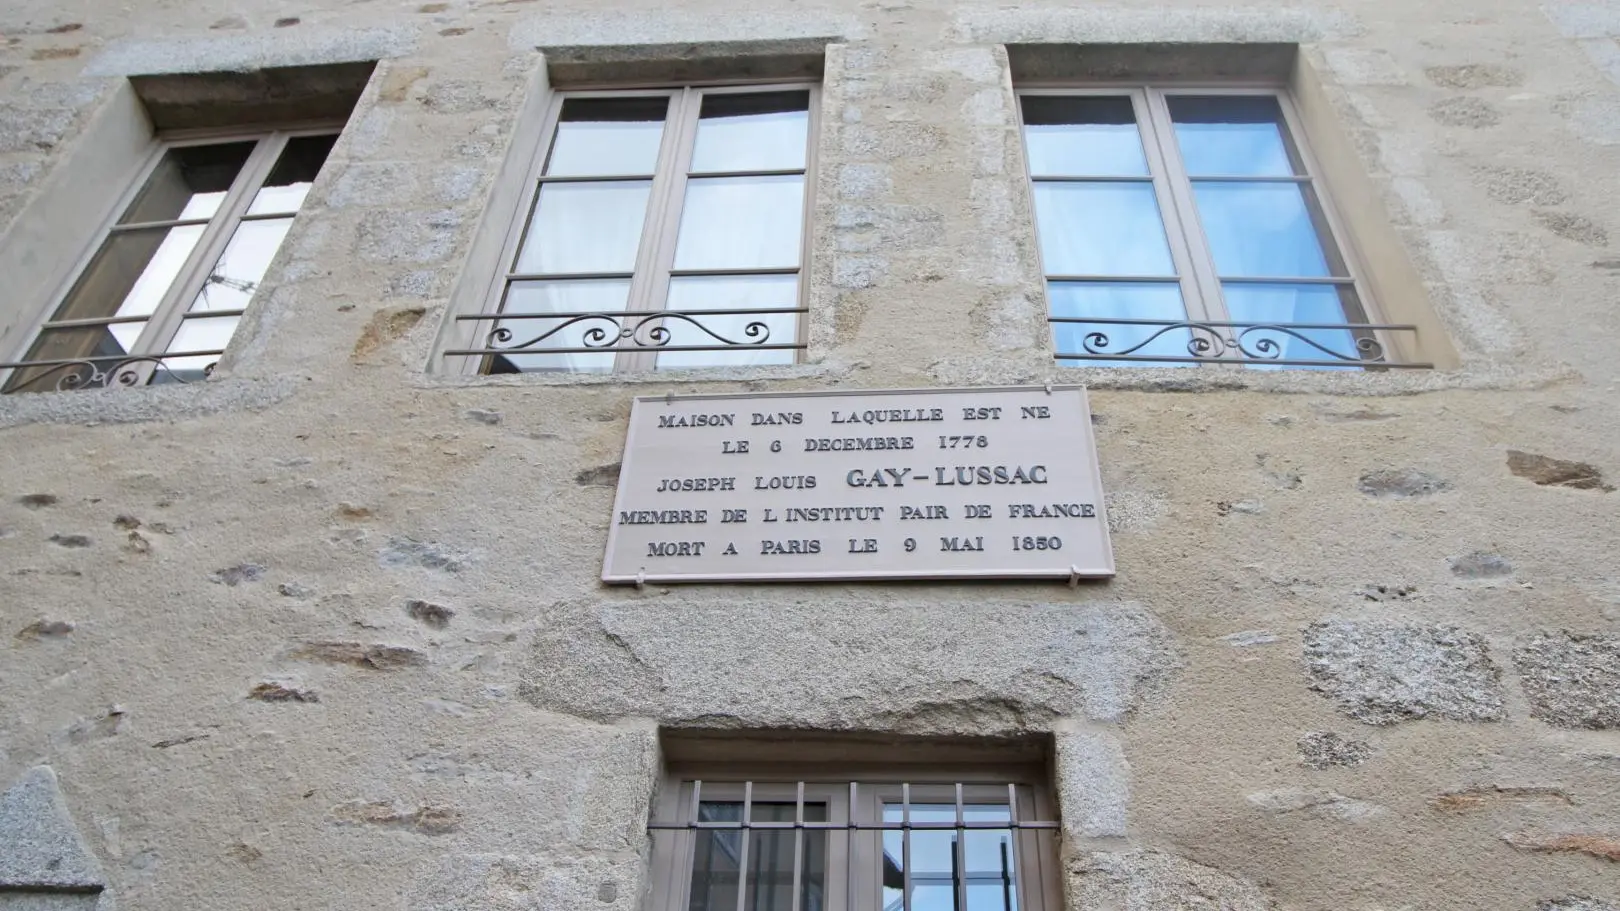 MAISON DANS LAQUELLE EST NE
LE 6 DECEMBRE 1778
JOSEPH LOUIS GAY-LUSSAC
MEMBRE DE L INSTITUT PAIR DE FRANCE
MORT A PARIS LE 9 MAI 1850